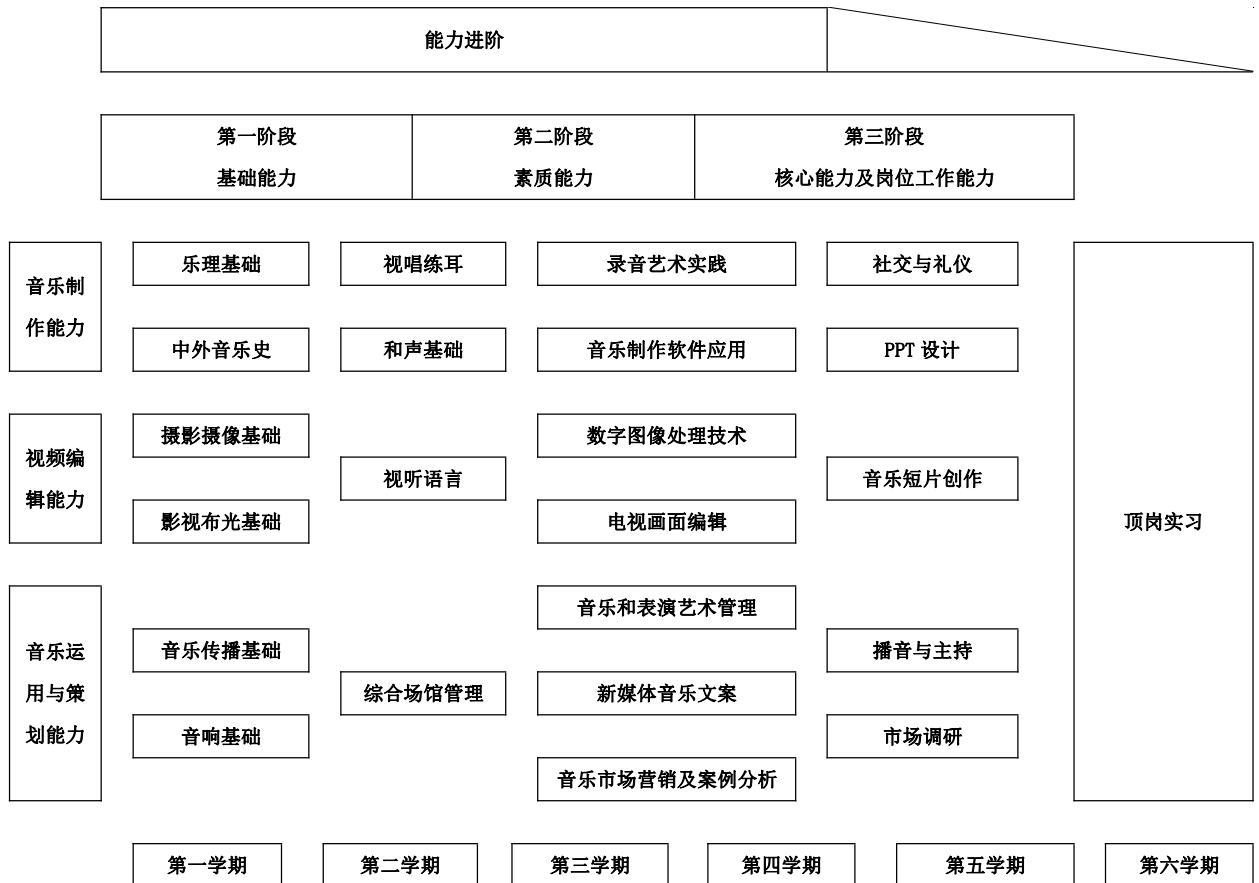 能力进阶
第一阶段
基础能力
第二阶段
素质能力
第三阶段
核心能力及岗位工作能力
音乐制
作能力
乐理基础
视唱练耳
录音艺术实践
社交与礼仪
中外音乐史
和声基础
音乐制作软件应用
PPT 设计
视频编
辑能力
摄影摄像基础
数字图像处理技术
视听语言
音乐短片创作
影视布光基础
电视画面编辑
顶岗实习
音乐运
用与策
划能力
音乐和表演艺术管理
音乐传播基础
播音与主持
综合场馆管理
新媒体音乐文案
音响基础
市场调研
音乐市场营销及案例分析
第一学期
第二学期
第三学期
第四学期
第五学期
第六学期